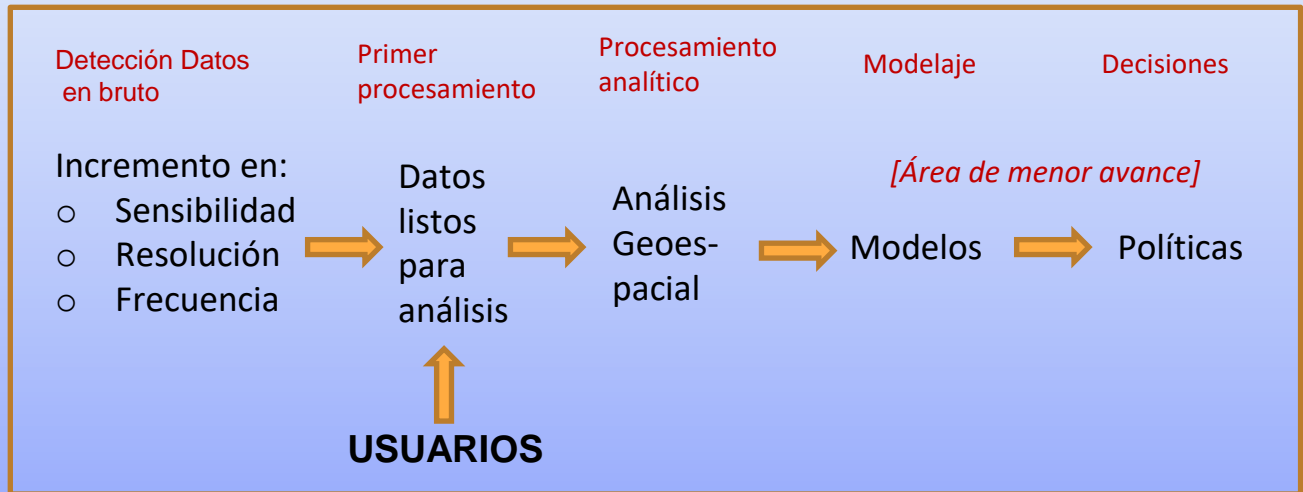 Detección Datos
en bruto
Primer
procesamiento
Procesamiento
analítico
Modelaje
Decisiones
Incremento en:
o Sensibilidad
o Resolución
o Frecuencia
Datos
listos
para
análisis
Análisis
Geoes-
pacial
[Área de menor avance]
Modelos
Políticas
USUARIOS